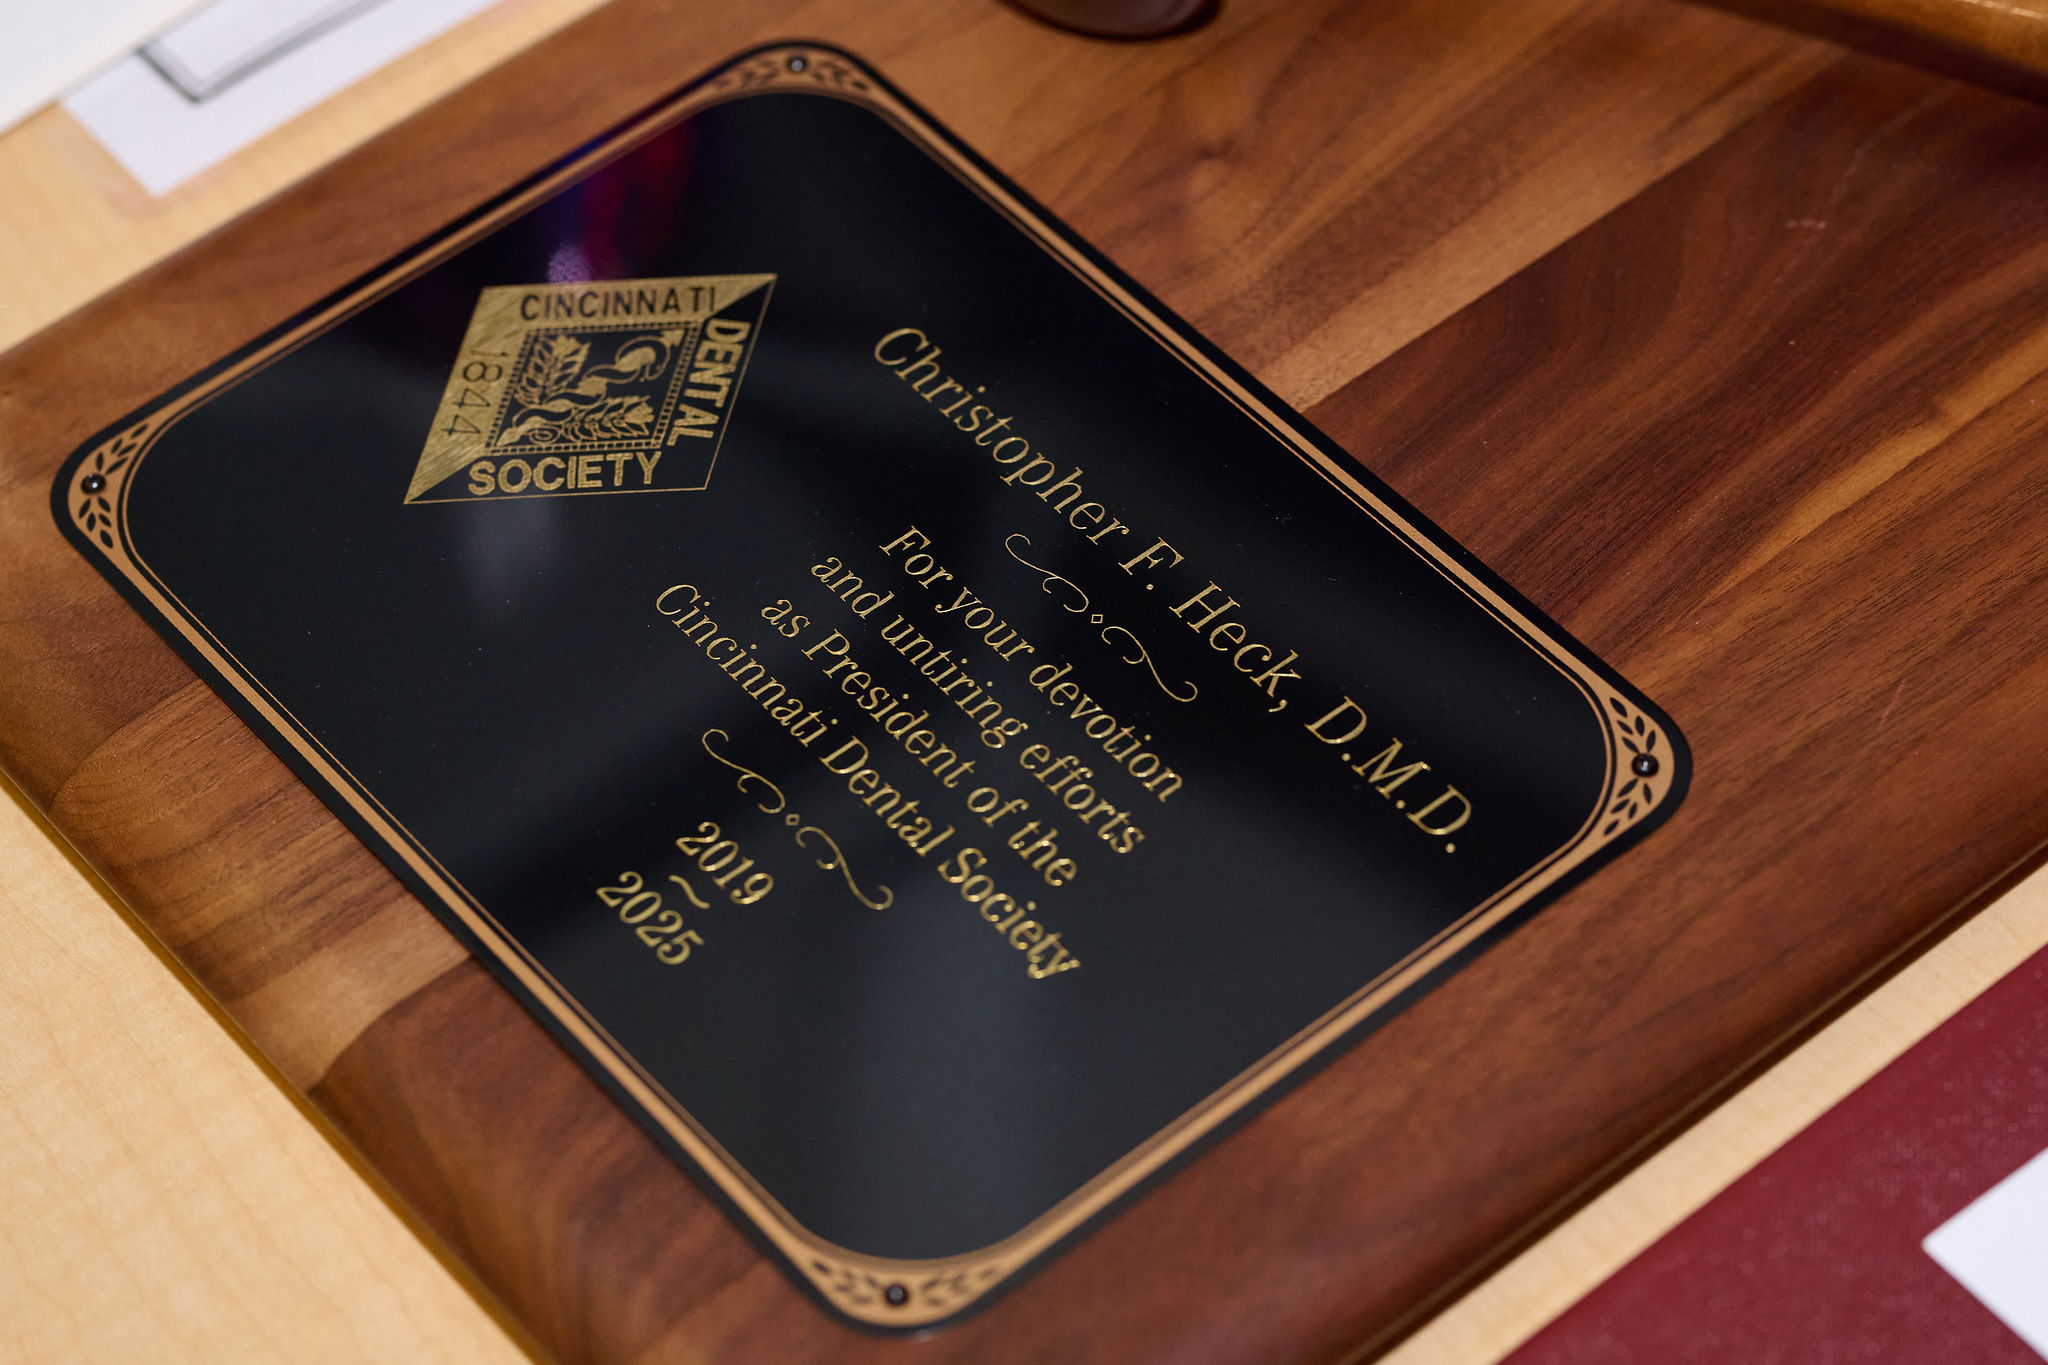 CINCINNATI
DENTAL
SOCIETY
1844
Christopher F. Heck, D.M.D.
For your devotion
and untiring efforts
as President of the
Cincinnati Dental Society
2019
~
2025